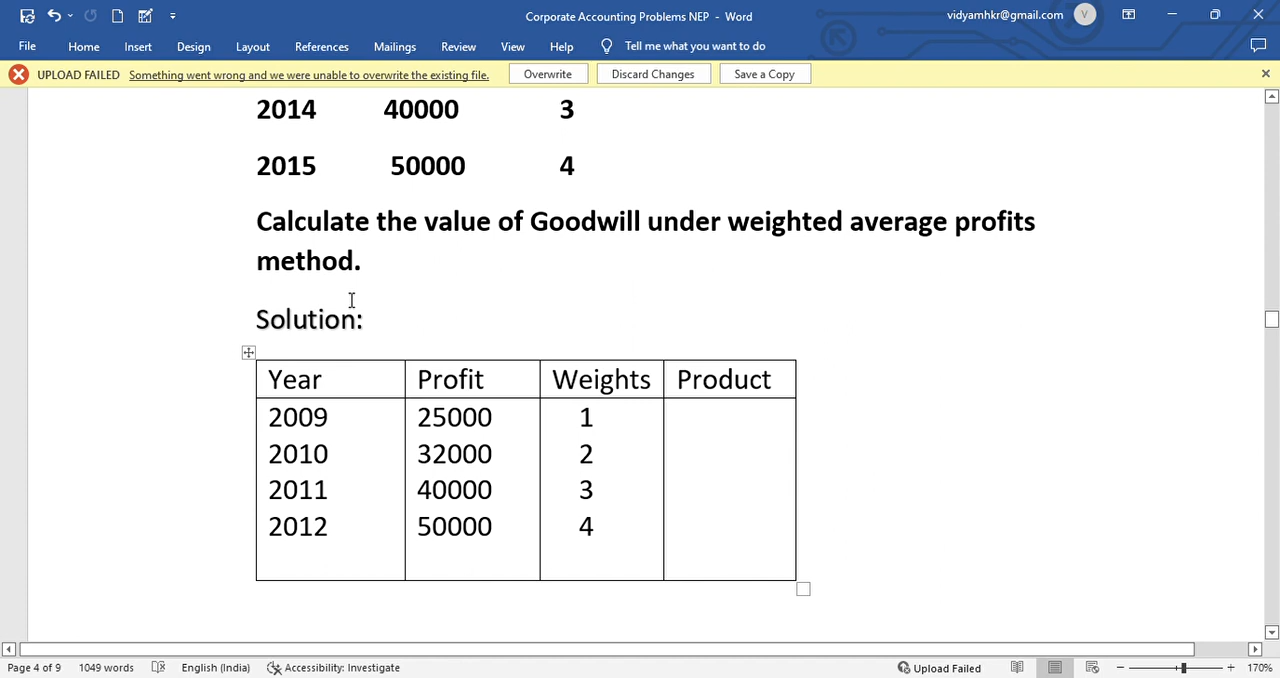 Corporate Accounting Problems NEP - Word
vidyamhkr@gmail.com V
File Home Insert Design Layout References Mailings Review View Help Tell me what you want to do
UPLOAD FAILED Something went wrong and we were unable to overwrite the existing file. Overwrite Discard Changes Save a Copy
2014 40000 3
2015 50000 4
Calculate the value of Goodwill under weighted average profits
method.
Solution:
Year Profit Weights Product
2009 25000 1
2010 32000 2
2011 40000 3
2012 50000 4
Page 4 of 9 1049 words English (India) Accessibility: Investigate Upload Failed 170%